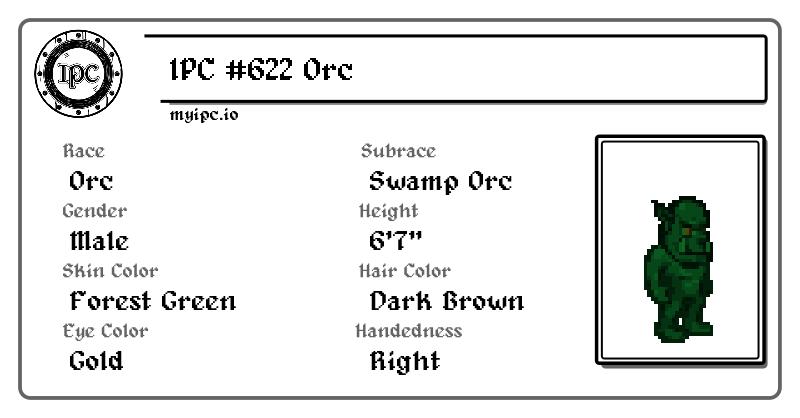 IPC
IPC #622 Orc
myipc.io
Race
Orc
Subrace
Swamp Orc
Gender
Male
Height
6'7"
Skin Color
Forest Green
Hair Color
Dark Brown
Eye Color
Gold
Handedness
Right